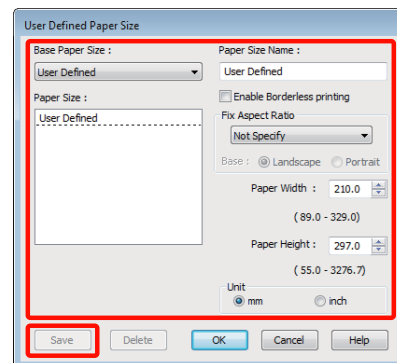 User Defined Paper Size
Base Paper Size :
User Defined
Paper Size :
User Defined
Paper Size Name :
User Defined
Enable Borderless printing
Fix Aspect Ratio
Not Specify
Base : Landscape Portrait
Paper Width : 210.0
( 89.0 - 329.0)
Paper Height : 297.0
( 55.0 - 3276.7)
Unit
mm inch
Save Delete OK Cancel Help